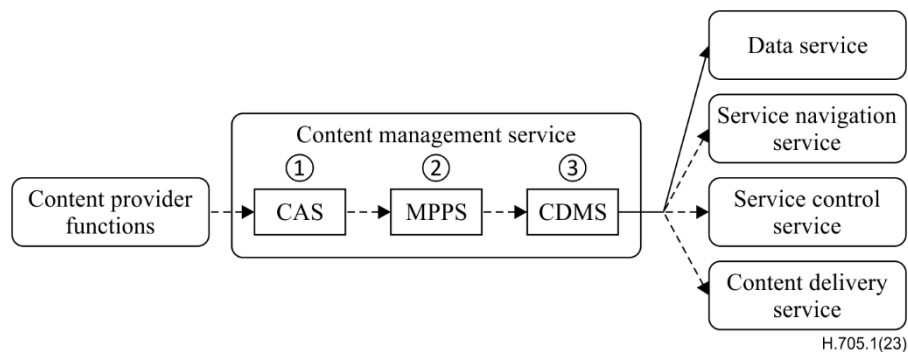 Content provider
functions
Content management service
①
②
③
CAS
MPPS
CDMS
Data service
Service navigation
service
Service control
service
Content delivery
service
H.705.1(23)